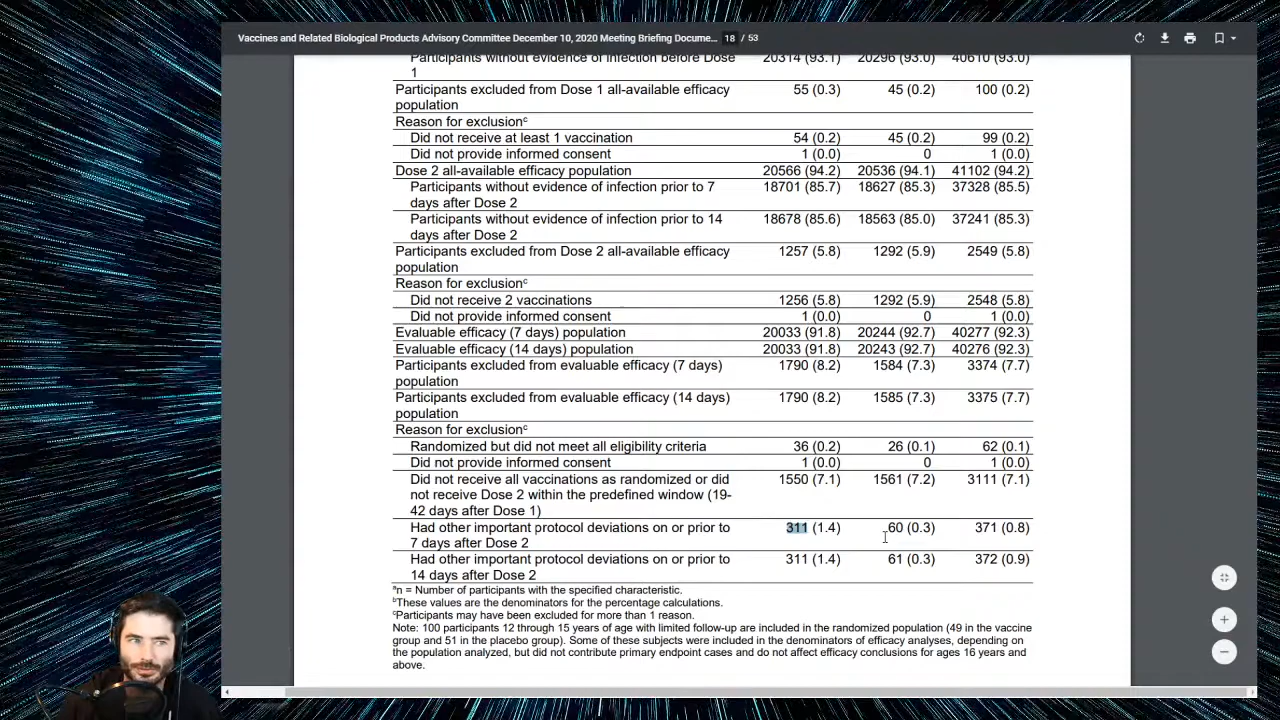 Vaccines and Related Biological Products Advisory Committee December 10, 2020 Meeting Briefing Docume... 18 / 53
Participants without evidence of infection before Dose 20314 (93.1) 20296 (93.0) 40610 (93.0)
1
Participants excluded from Dose 1 all-available efficacy 55 (0.3) 45 (0.2) 100 (0.2)
population
Reason for exclusionᶜ
Did not receive at least 1 vaccination 54 (0.2) 45 (0.2) 99 (0.2)
Did not provide informed consent 1 (0.0) 0 1 (0.0)
Dose 2 all-available efficacy population 20566 (94.2) 20536 (94.1) 41102 (94.2)
Participants without evidence of infection prior to 7 18701 (85.7) 18627 (85.3) 37328 (85.5)
days after Dose 2
Participants without evidence of infection prior to 14 18678 (85.6) 18563 (85.0) 37241 (85.3)
days after Dose 2
Participants excluded from Dose 2 all-available efficacy 1257 (5.8) 1292 (5.9) 2549 (5.8)
population
Reason for exclusionᶜ
Did not receive 2 vaccinations 1256 (5.8) 1292 (5.9) 2548 (5.8)
Did not provide informed consent 1 (0.0) 0 1 (0.0)
Evaluable efficacy (7 days) population 20033 (91.8) 20244 (92.7) 40277 (92.3)
Evaluable efficacy (14 days) population 20033 (91.8) 20243 (92.7) 40276 (92.3)
Participants excluded from evaluable efficacy (7 days) 1790 (8.2) 1584 (7.3) 3374 (7.7)
population
Participants excluded from evaluable efficacy (14 days) 1790 (8.2) 1585 (7.3) 3375 (7.7)
population
Reason for exclusionᶜ
Randomized but did not meet all eligibility criteria 36 (0.2) 26 (0.1) 62 (0.1)
Did not provide informed consent 1 (0.0) 0 1 (0.0)
Did not receive all vaccinations as randomized or did 1550 (7.1) 1561 (7.2) 3111 (7.1)
not receive Dose 2 within the predefined window (19-
42 days after Dose 1)
Had other important protocol deviations on or prior to 311 (1.4) 60 (0.3) 371 (0.8)
7 days after Dose 2
Had other important protocol deviations on or prior to 311 (1.4) 61 (0.3) 372 (0.9)
14 days after Dose 2
ᵃn = Number of participants with the specified characteristic.
ᵇThese values are the denominators for the percentage calculations.
ᶜParticipants may have been excluded for more than 1 reason.
Note: 100 participants 12 through 15 years of age with limited follow-up are included in the randomized population (49 in the vaccine
group and 51 in the placebo group). Some of these subjects were included in the denominators of efficacy analyses, depending on
the population analyzed, but did not contribute primary endpoint cases and do not affect efficacy conclusions for ages 16 years and
above.